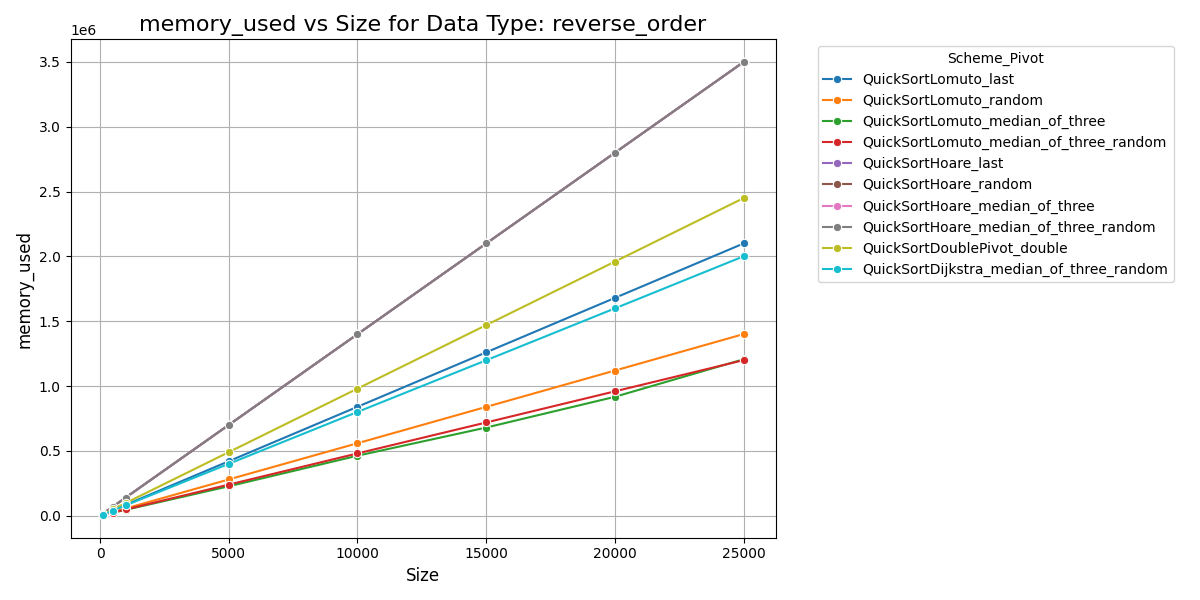 memory_used vs Size for Data Type: reverse_order
1e6
3.5
3.0
2.5
2.0
1.5
1.0
0.5
0.0
memory_used
0 5000 10000 15000 20000 25000
Size
Scheme_Pivot
QuickSortLomuto_last
QuickSortLomuto_random
QuickSortLomuto_median_of_three
QuickSortLomuto_median_of_three_random
QuickSortHoare_last
QuickSortHoare_random
QuickSortHoare_median_of_three
QuickSortHoare_median_of_three_random
QuickSortDoublePivot_double
QuickSortDijkstra_median_of_three_random